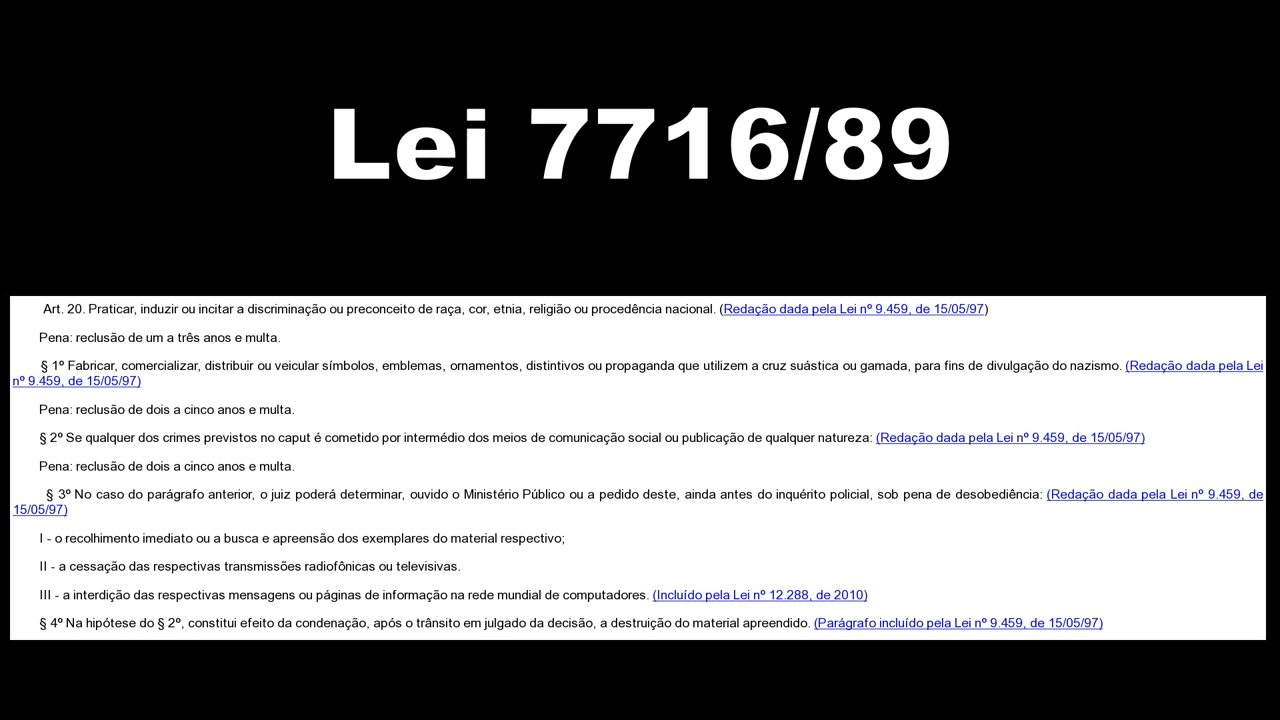 Lei 7716/89
Art. 20. Praticar, induzir ou incitar a discriminação ou preconceito de raça, cor, etnia, religião ou procedência nacional. (Redação dada pela Lei nº 9.459, de 15/05/97)
Pena: reclusão de um a três anos e multa.
§ 1º Fabricar, comercializar, distribuir ou veicular símbolos, emblemas, ornamentos, distintivos ou propaganda que utilizem a cruz suástica ou gamada, para fins de divulgação do nazismo. (Redação dada pela Lei
nº 9.459, de 15/05/97)
Pena: reclusão de dois a cinco anos e multa.
§ 2º Se qualquer dos crimes previstos no caput é cometido por intermédio dos meios de comunicação social ou publicação de qualquer natureza: (Redação dada pela Lei nº 9.459, de 15/05/97)
Pena: reclusão de dois a cinco anos e multa.
§ 3º No caso do parágrafo anterior, o juiz poderá determinar, ouvido o Ministério Público ou a pedido deste, ainda antes do inquérito policial, sob pena de desobediência: (Redação dada pela Lei nº 9.459, de
15/05/97)
I - o recolhimento imediato ou a busca e apreensão dos exemplares do material respectivo;
II - a cessação das respectivas transmissões radiofônicas ou televisivas.
III - a interdição das respectivas mensagens ou páginas de informação na rede mundial de computadores. (Incluído pela Lei nº 12.288, de 2010)
§ 4º Na hipótese do § 2º, constitui efeito da condenação, após o trânsito em julgado da decisão, a destruição do material apreendido. (Parágrafo incluído pela Lei nº 9.459, de 15/05/97)